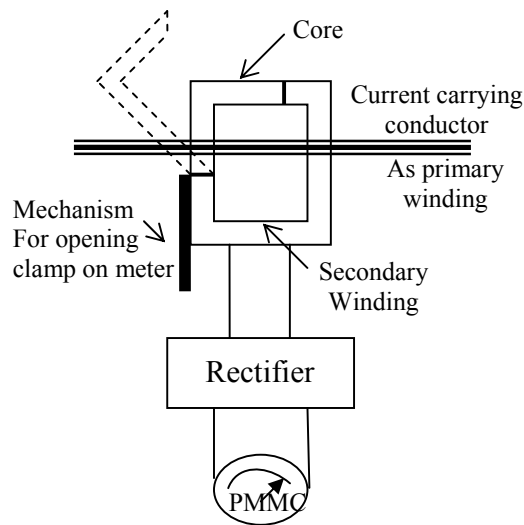 Core
Current carrying
conductor
As primary
winding
Mechanism
For opening
clamp on meter
Secondary
Winding
Rectifier
PMMC